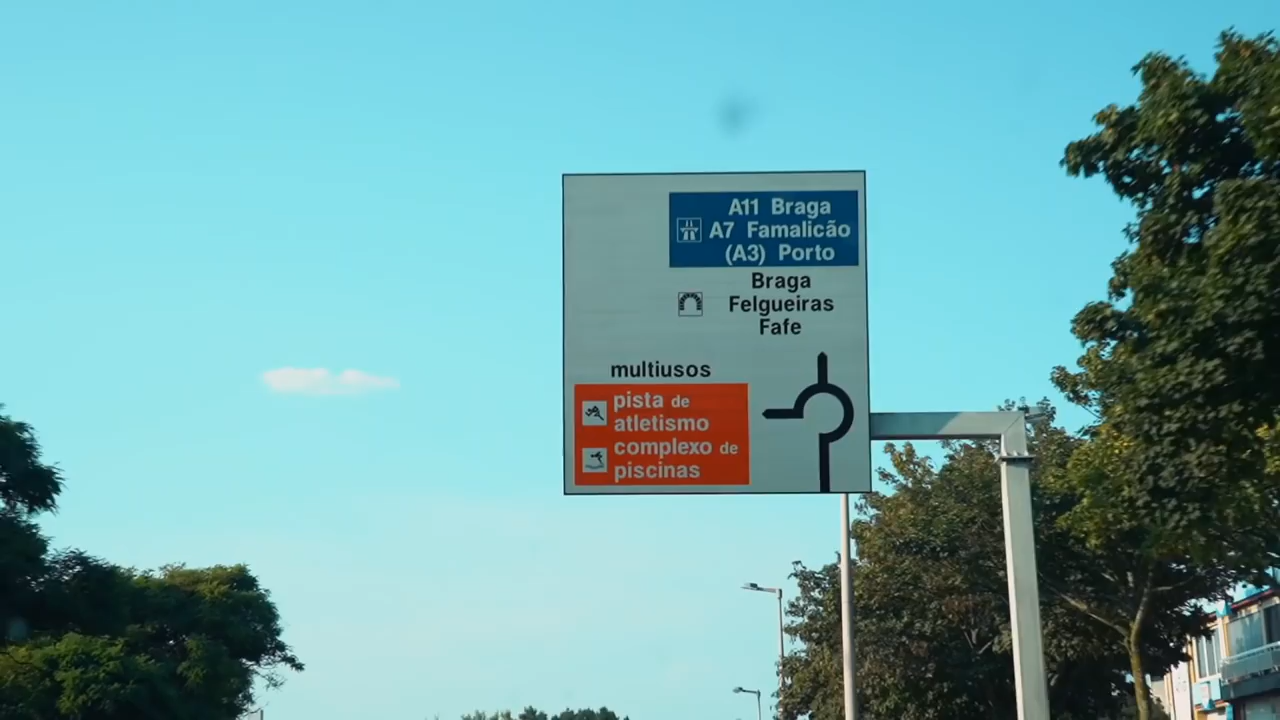 A11 Braga
A7 Famalicão
(A3) Porto
Braga
Felgueiras
Fafe
multiusos
pista de
atletismo
complexo de
piscinas